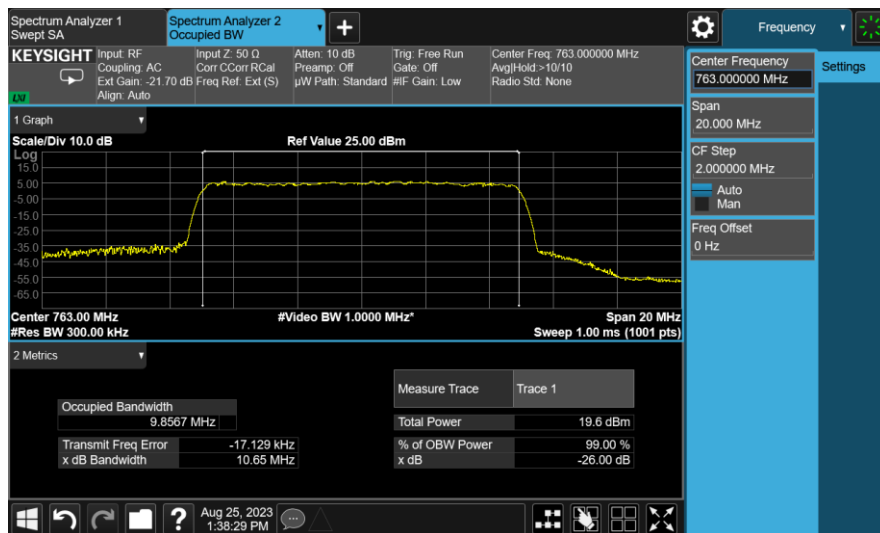 Spectrum Analyzer 1
Swept SA
Spectrum Analyzer 2
Occupied BW
+
Frequency
KEYSIGHT
LXI
Input: RF
Coupling: AC
Ext Gain: -21.70 dB
Align: Auto
Input Z: 50 Ω
Corr CCorr RCal
Freq Ref: Ext (S)
Atten: 10 dB
Preamp: Off
µW Path: Standard
Trig: Free Run
Gate: Off
#IF Gain: Low
Center Freq: 763.000000 MHz
Avg|Hold:>10/10
Radio Std: None
Center Frequency
763.000000 MHz
Settings
Span
20.000 MHz
CF Step
2.000000 MHz
Auto
Man
Freq Offset
0 Hz
1 Graph
Scale/Div 10.0 dB
Ref Value 25.00 dBm
Log
15.0
5.00
-5.00
-15.0
-25.0
-35.0
-45.0
-55.0
-65.0
Center 763.00 MHz
#Video BW 1.0000 MHz*
Span 20 MHz
#Res BW 300.00 kHz
Sweep 1.00 ms (1001 pts)
2 Metrics
Measure Trace Trace 1
Occupied Bandwidth
9.8567 MHz
Total Power 19.6 dBm
Transmit Freq Error -17.129 kHz
% of OBW Power 99.00 %
x dB Bandwidth 10.65 MHz
x dB -26.00 dB
?
Aug 25, 2023
1:38:29 PM